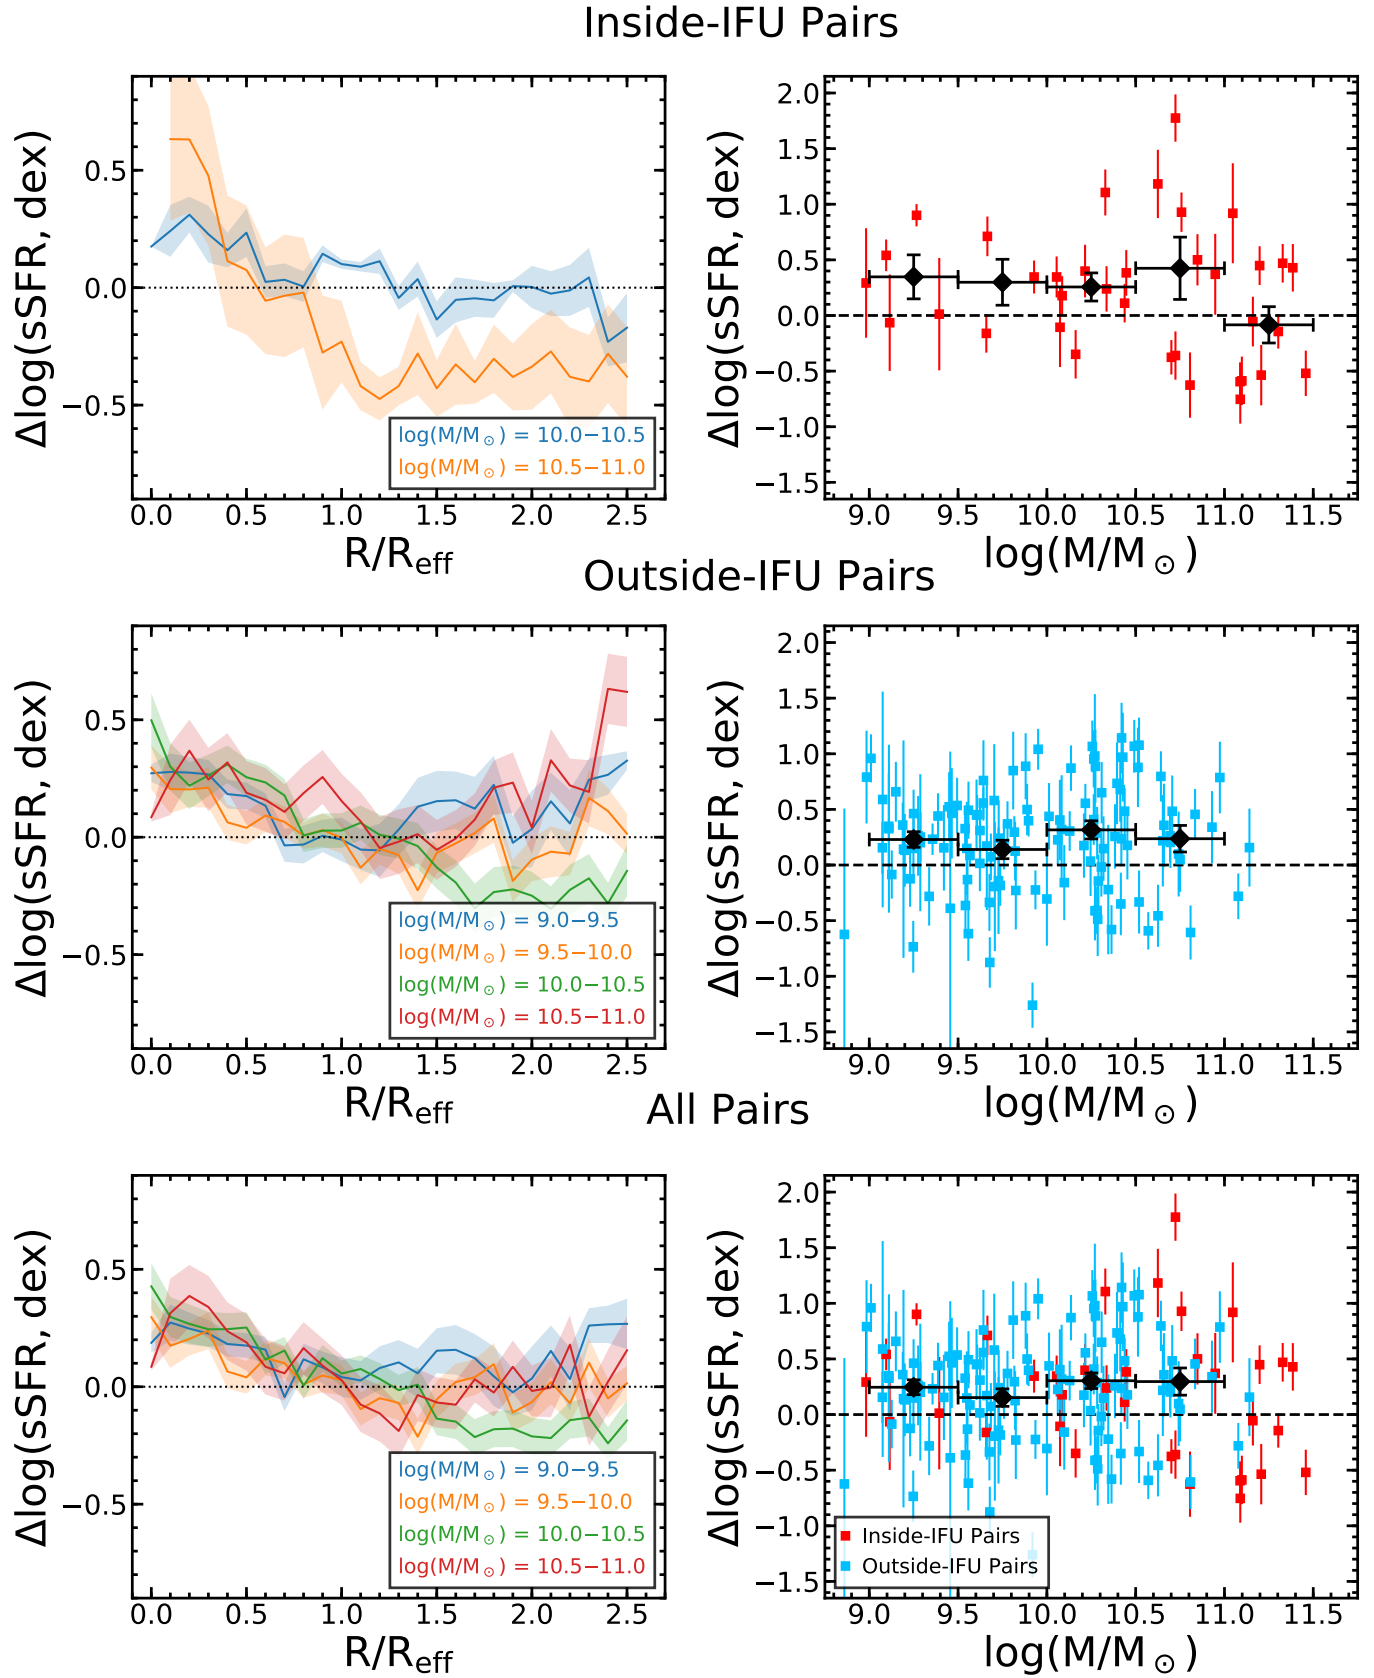 Inside-IFU Pairs
Δlog(sSFR, dex)
0.5
0.0
−0.5
log(M/M⊙) = 10.0−10.5
log(M/M⊙) = 10.5−11.0
0.0 0.5 1.0 1.5 2.0 2.5
R/Reff
Δlog(sSFR, dex)
2.0
1.5
1.0
0.5
0.0
−0.5
−1.0
−1.5
9.0 9.5 10.0 10.5 11.0 11.5
log(M/M⊙)
Outside-IFU Pairs
Δlog(sSFR, dex)
0.5
0.0
−0.5
log(M/M⊙) = 9.0−9.5
log(M/M⊙) = 9.5−10.0
log(M/M⊙) = 10.0−10.5
log(M/M⊙) = 10.5−11.0
0.0 0.5 1.0 1.5 2.0 2.5
R/Reff
Δlog(sSFR, dex)
2.0
1.5
1.0
0.5
0.0
−0.5
−1.0
−1.5
9.0 9.5 10.0 10.5 11.0 11.5
log(M/M⊙)
All Pairs
Δlog(sSFR, dex)
0.5
0.0
−0.5
log(M/M⊙) = 9.0−9.5
log(M/M⊙) = 9.5−10.0
log(M/M⊙) = 10.0−10.5
log(M/M⊙) = 10.5−11.0
0.0 0.5 1.0 1.5 2.0 2.5
R/Reff
Δlog(sSFR, dex)
2.0
1.5
1.0
0.5
0.0
−0.5
−1.0
−1.5
Inside-IFU Pairs
Outside-IFU Pairs
9.0 9.5 10.0 10.5 11.0 11.5
log(M/M⊙)